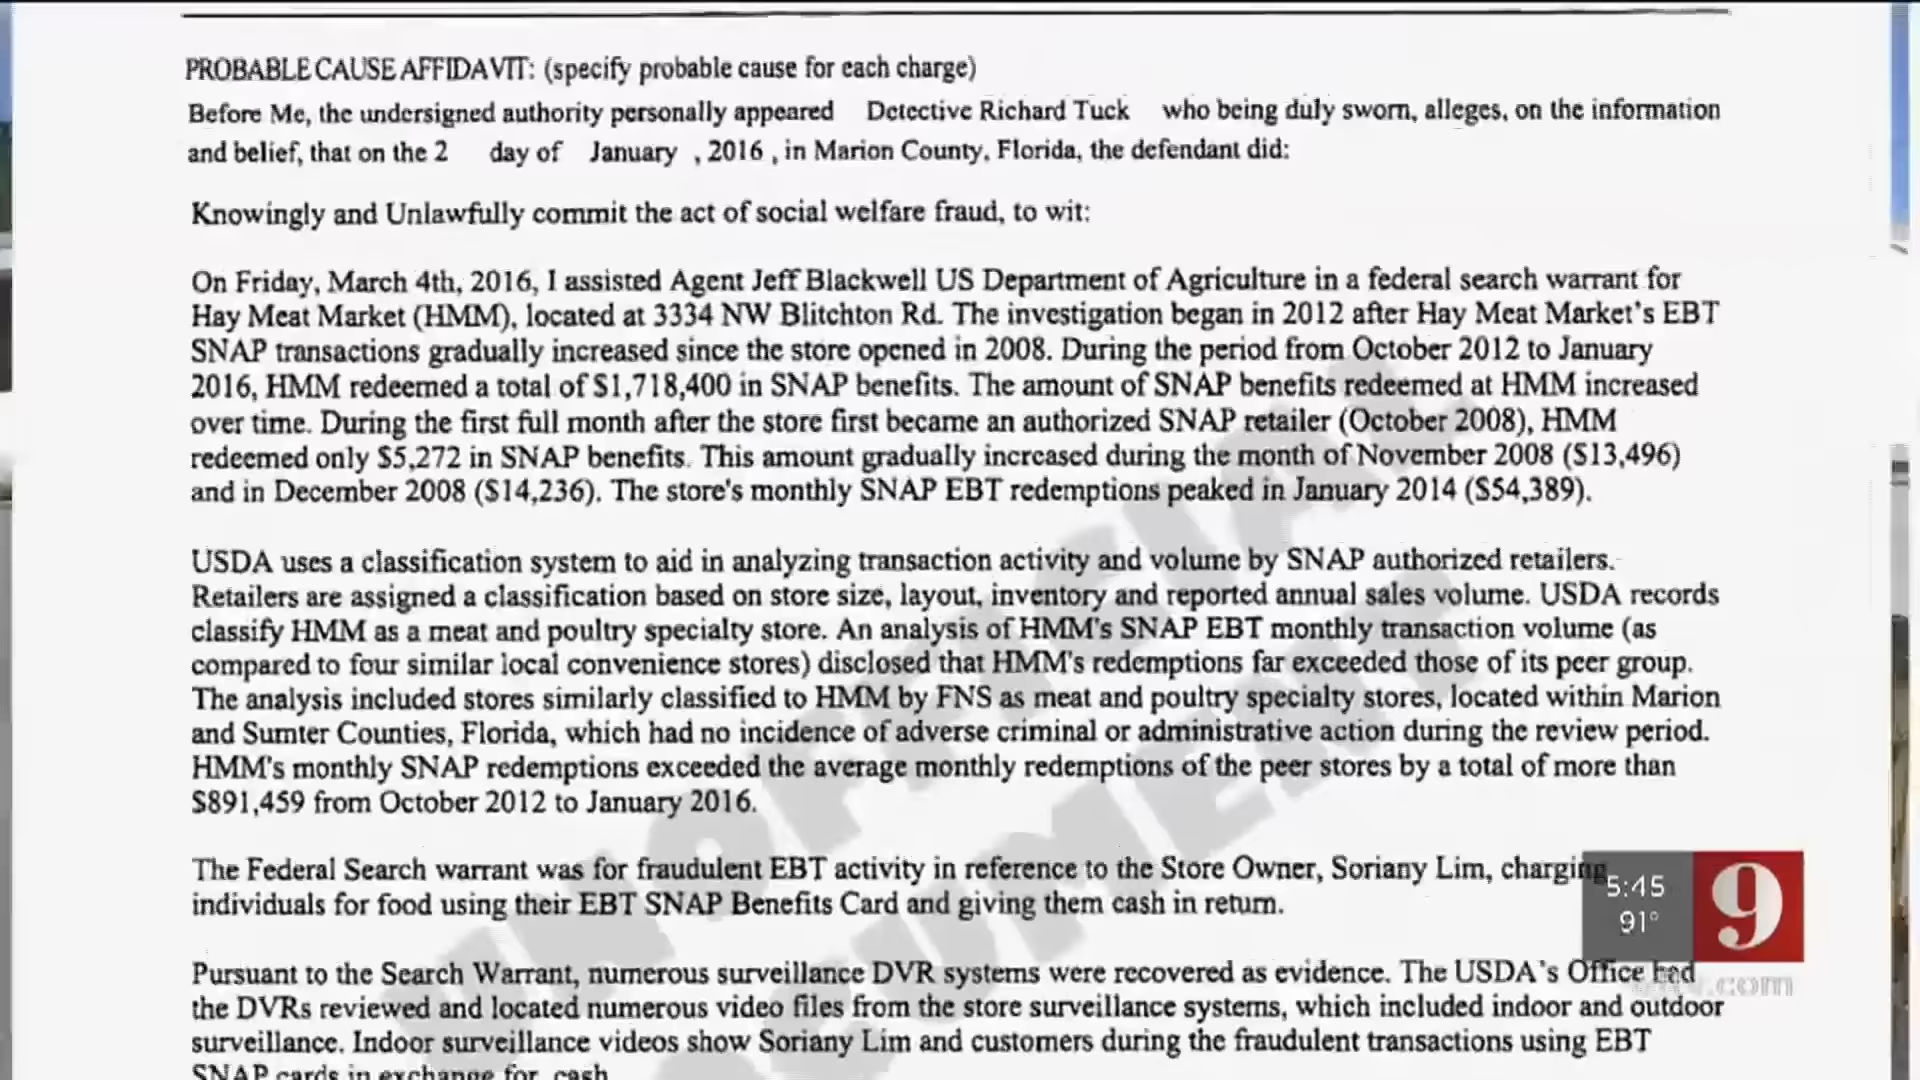 PROBABLE CAUSE AFFIDAVIT: (specify probable cause for each charge)
Before Me, the undersigned authority personally appeared Detective Richard Tuck who being duly sworn, alleges, on the information
and belief, that on the 2 day of January , 2016 , in Marion County, Florida, the defendant did:
Knowingly and Unlawfully commit the act of social welfare fraud, to wit:
On Friday, March 4th, 2016, I assisted Agent Jeff Blackwell US Department of Agriculture in a federal search warrant for
Hay Meat Market (HMM), located at 3334 NW Blitchton Rd. The investigation began in 2012 after Hay Meat Market's EBT
SNAP transactions gradually increased since the store opened in 2008. During the period from October 2012 to January
2016, HMM redeemed a total of $1,718,400 in SNAP benefits. The amount of SNAP benefits redeemed at HMM increased
over time. During the first full month after the store first became an authorized SNAP retailer (October 2008), HMM
redeemed only $5,272 in SNAP benefits. This amount gradually increased during the month of November 2008 ($13,496)
and in December 2008 ($14,236). The store's monthly SNAP EBT redemptions peaked in January 2014 ($54,389).
USDA uses a classification system to aid in analyzing transaction activity and volume by SNAP authorized retailers.
Retailers are assigned a classification based on store size, layout, inventory and reported annual sales volume. USDA records
classify HMM as a meat and poultry specialty store. An analysis of HMM's SNAP EBT monthly transaction volume (as
compared to four similar local convenience stores) disclosed that HMM's redemptions far exceeded those of its peer group.
The analysis included stores similarly classified to HMM by FNS as meat and poultry specialty stores, located within Marion
and Sumter Counties, Florida, which had no incidence of adverse criminal or administrative action during the review period.
HMM's monthly SNAP redemptions exceeded the average monthly redemptions of the peer stores by a total of more than
$891,459 from October 2012 to January 2016.
The Federal Search warrant was for fraudulent EBT activity in reference to the Store Owner, Soriany Lim, charging
individuals for food using their EBT SNAP Benefits Card and giving them cash in return.
Pursuant to the Search Warrant, numerous surveillance DVR systems were recovered as evidence. The USDA's Office had
the DVRs reviewed and located numerous video files from the store surveillance systems, which included indoor and outdoor
surveillance. Indoor surveillance videos show Soriany Lim and customers during the fraudulent transactions using EBT
SNAP cards in exchange for cash
UNOFFICIAL
DOCUMENT
5:45
91°
9